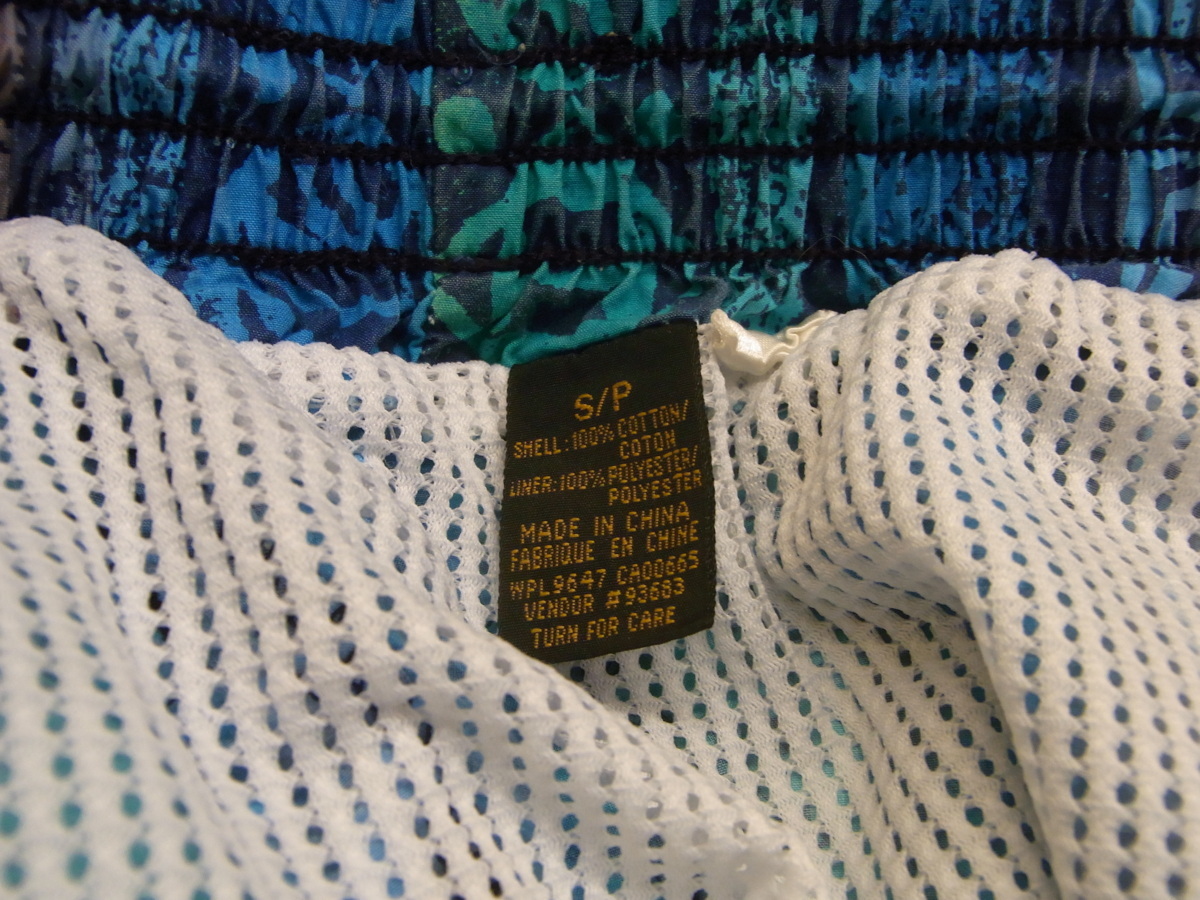 S/P
SHELL:100% COTTON/
COTON
LINER:100% POLYESTER/
POLYESTER
MADE IN CHINA
FABRIQUE EN CHINE
WPL9647 CA00665
VENDOR #93683
TURN FOR CARE